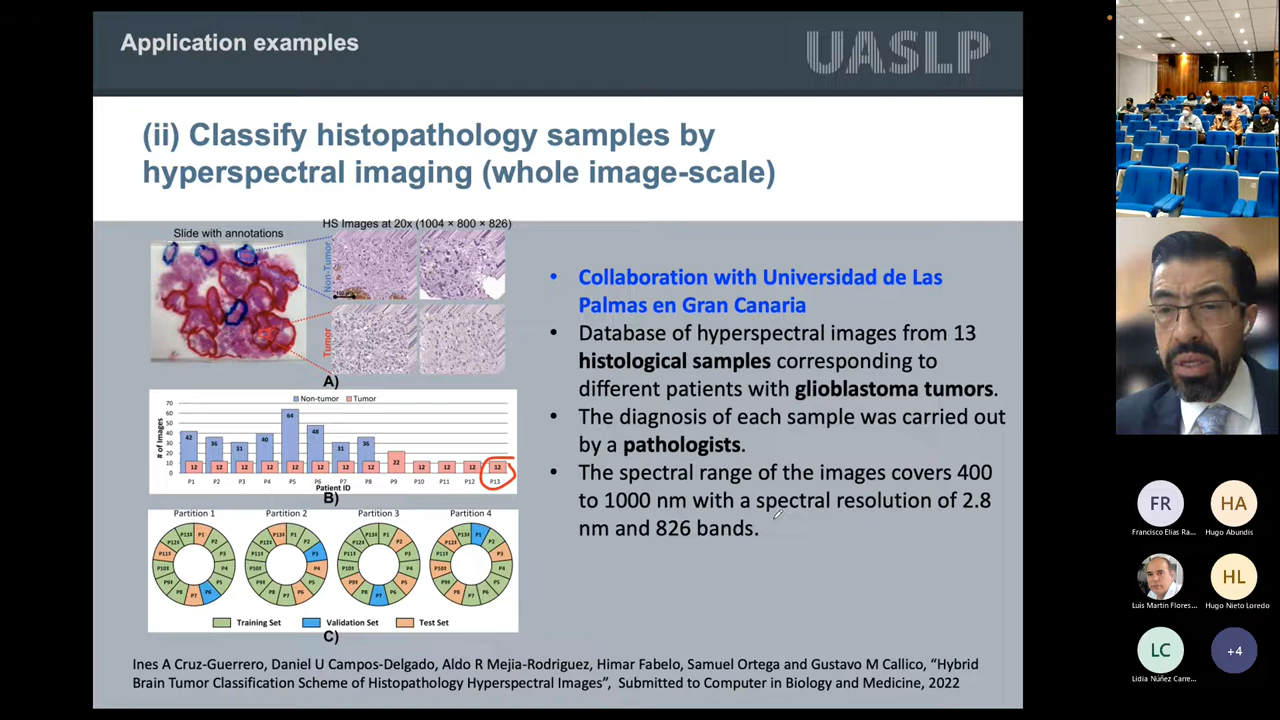 Application examples
UASLP
(ii) Classify histopathology samples by
hyperspectral imaging (whole image-scale)
Slide with annotations
HS Images at 20x (1004 × 800 × 826)
Non-Tumor
Tumor
A)
Non-tumor Tumor
# of Images
70
60
50
40
30
20
10
0
42 36 31 40 64 48 31 36
12 12 12 12 12 12 12 12 22 12 12 12 12
P1 P2 P3 P4 P5 P6 P7 P8 P9 P10 P11 P12 P13
Patient ID
B)
Partition 1 Partition 2 Partition 3 Partition 4
Training Set Validation Set Test Set
C)
• Collaboration with Universidad de Las
Palmas en Gran Canaria
• Database of hyperspectral images from 13
histological samples corresponding to
different patients with glioblastoma tumors.
• The diagnosis of each sample was carried out
by a pathologists.
• The spectral range of the images covers 400
to 1000 nm with a spectral resolution of 2.8
nm and 826 bands.
Ines A Cruz-Guerrero, Daniel U Campos-Delgado, Aldo R Mejia-Rodriguez, Himar Fabelo, Samuel Ortega and Gustavo M Callico, “Hybrid
Brain Tumor Classification Scheme of Histopathology Hyperspectral Images”, Submitted to Computer in Biology and Medicine, 2022
FR
Francisco Elias Ra...
HA
Hugo Abundis
Luis Martin Flores...
HL
Hugo Nieto Loredo
LC
Lidia Núñez Carre...
+4